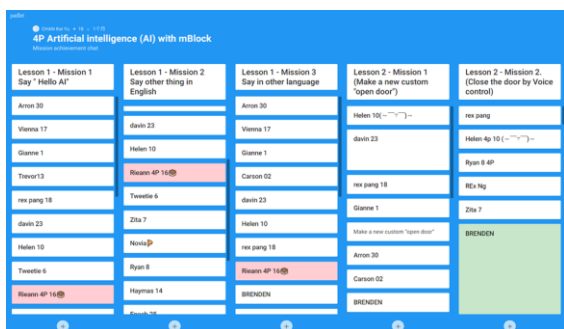 padlet
4P Artificial intelligence (AI) with mBlock
Mission achievement chat
Lesson 1 - Mission 1
Say " Hello AI"
Arron 30
Vienna 17
Gianne 1
Trevor13
rex pang 18
davin 23
Helen 10
Tweetie 6
Rieann 4P 16
Lesson 1 - Mission 2
Say other thing in
English
davin 23
Helen 10
Rieann 4P 16
Tweetie 6
Zita 7
Novia
Ryan 8
Haymas 14
Lesson 1 - Mission 3
Say in other language
Arron 30
Vienna 17
Gianne 1
Carson 02
davin 23
Helen 10
rex pang 18
Rieann 4P 16
BRENDEN
Lesson 2 - Mission 1
(Make a new custom
"open door")
Helen 10(~￣▽￣)~
davin 23
rex pang 18
Gianne 1
Make a new custom "open door"
Arron 30
Carson 02
BRENDEN
Lesson 2 - Mission 2.
(Close the door by Voice
control)
rex pang
Helen 4p 10 (~￣▽￣)~
Ryan 8 4P
REx Ng
Zita 7
BRENDEN